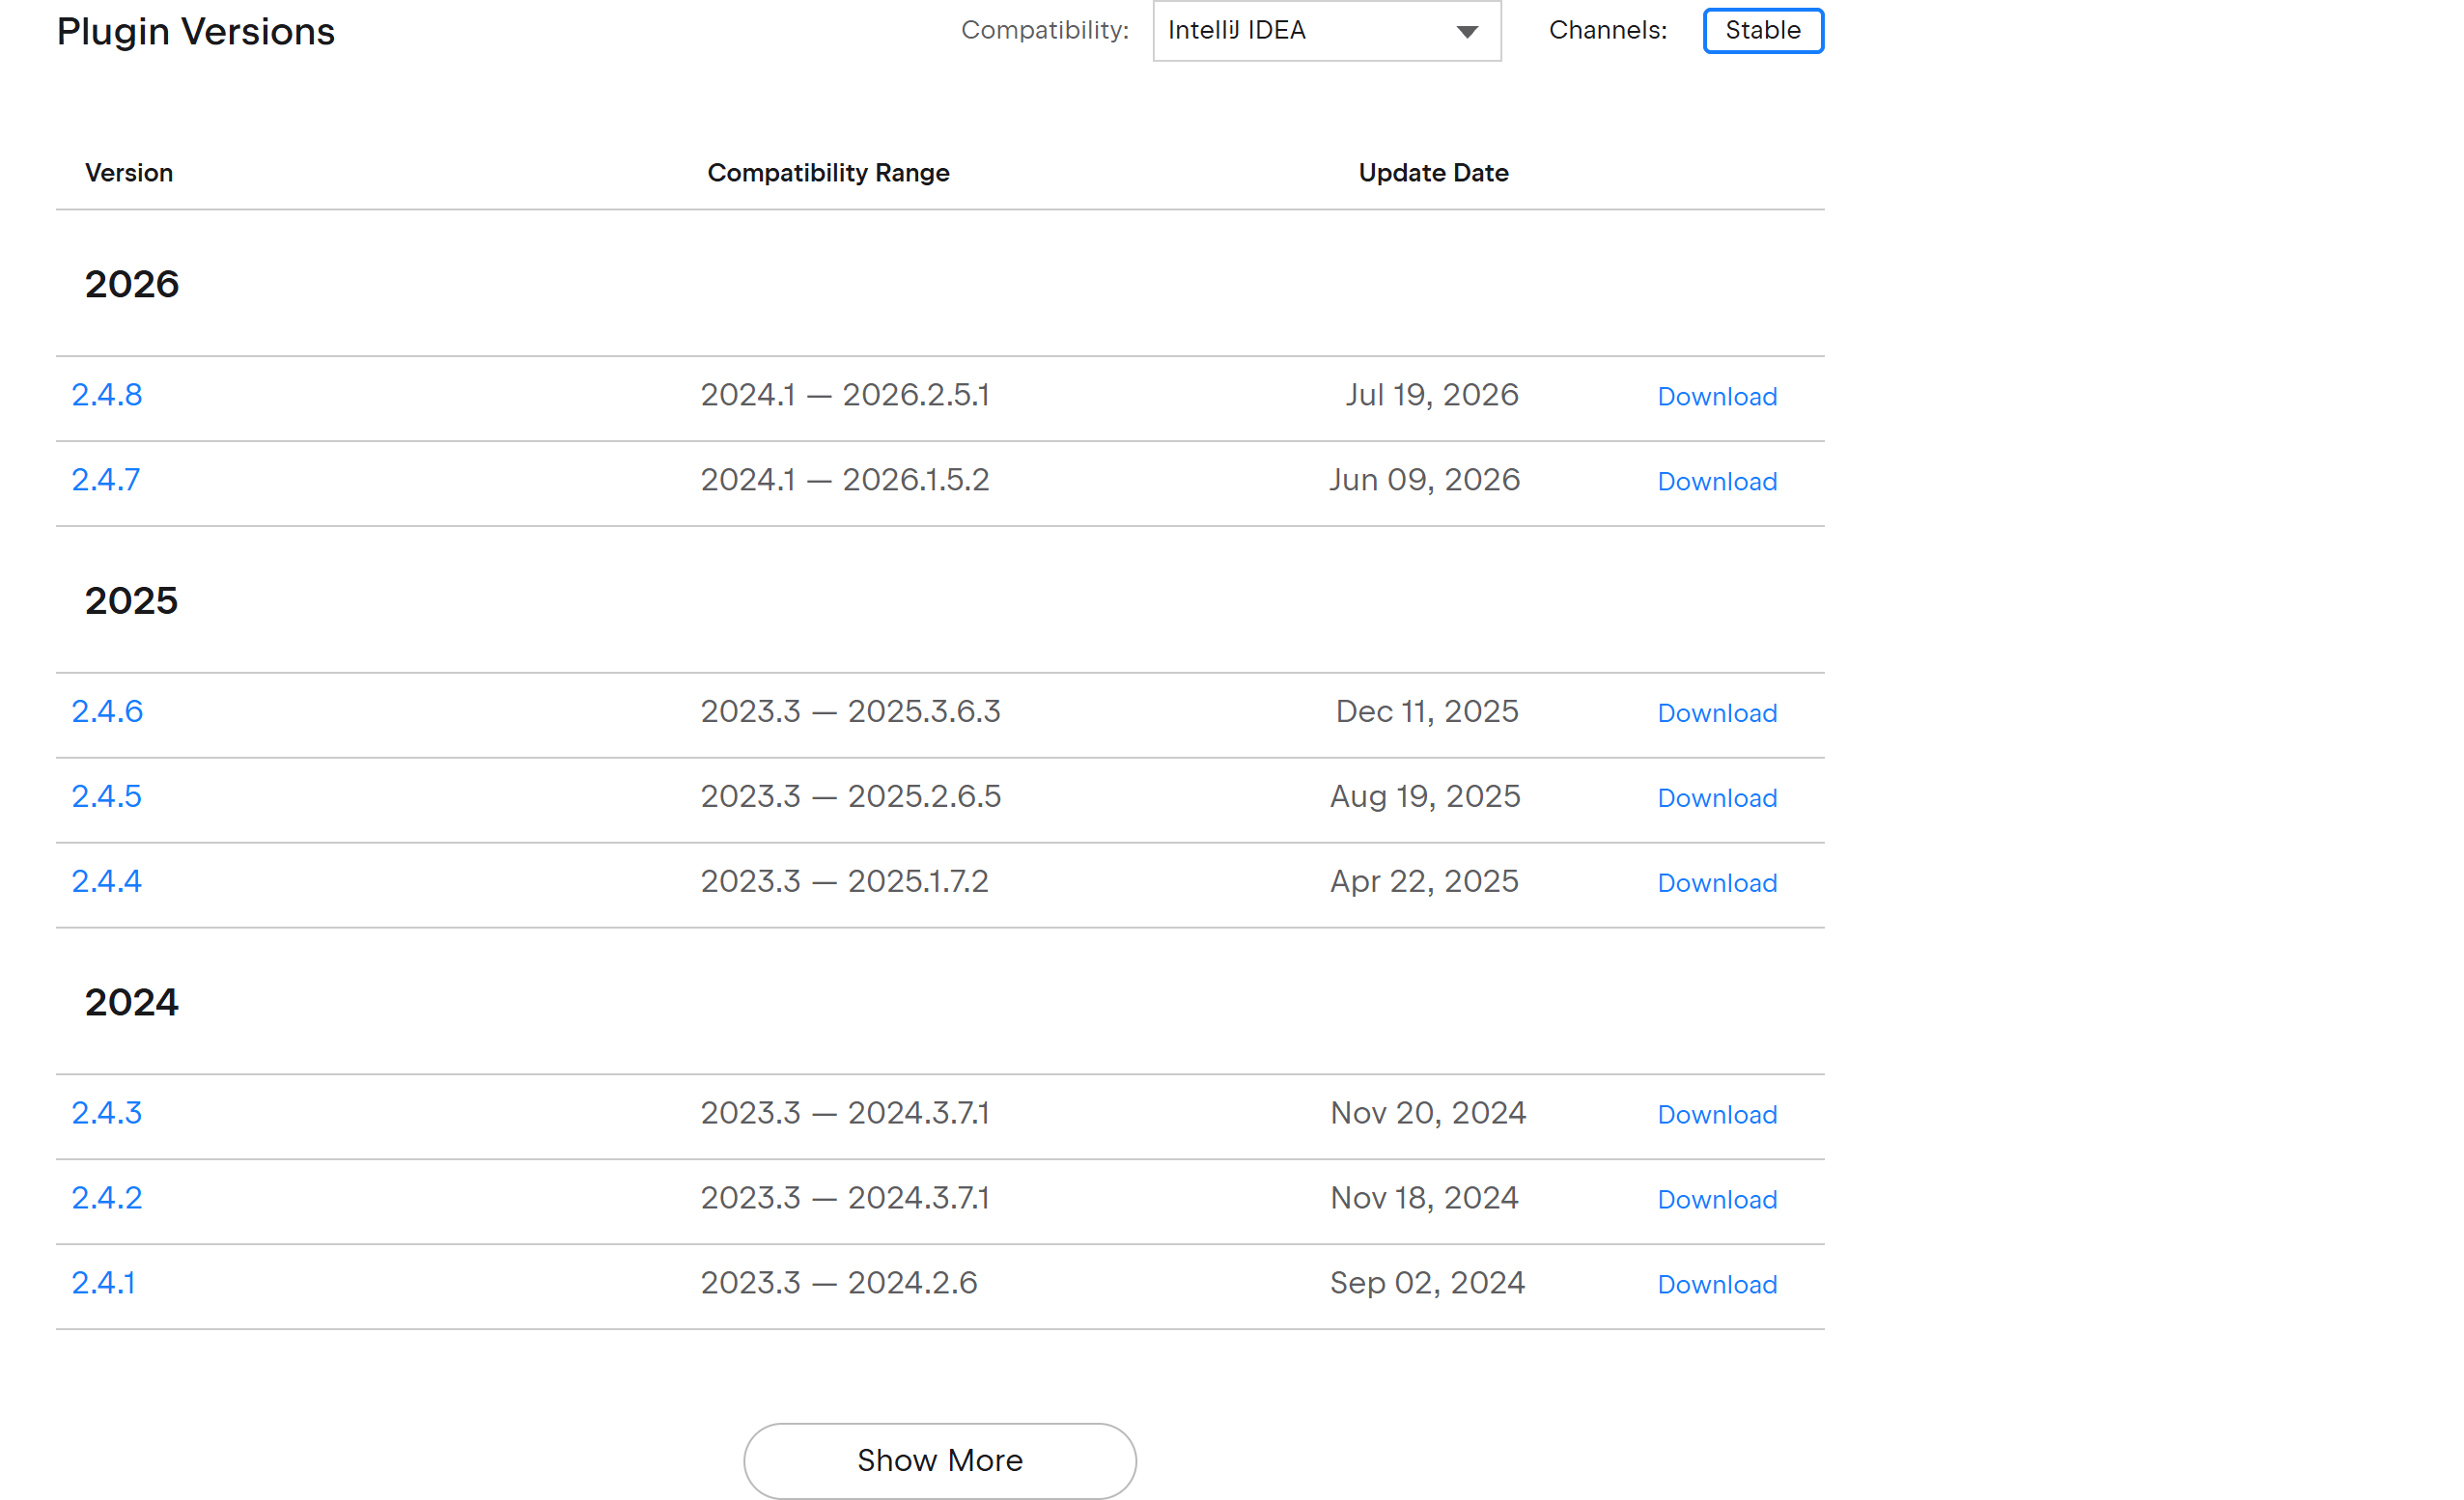 Plugin Versions Compatibility: IntelliJ IDEA Channels: Stable
Version Compatibility Range Update Date
2026
2.4.8 2024.1 — 2026.2.5.1 Jul 19, 2026 Download
2.4.7 2024.1 — 2026.1.5.2 Jun 09, 2026 Download
2025
2.4.6 2023.3 — 2025.3.6.3 Dec 11, 2025 Download
2.4.5 2023.3 — 2025.2.6.5 Aug 19, 2025 Download
2.4.4 2023.3 — 2025.1.7.2 Apr 22, 2025 Download
2024
2.4.3 2023.3 — 2024.3.7.1 Nov 20, 2024 Download
2.4.2 2023.3 — 2024.3.7.1 Nov 18, 2024 Download
2.4.1 2023.3 — 2024.2.6 Sep 02, 2024 Download
Show More